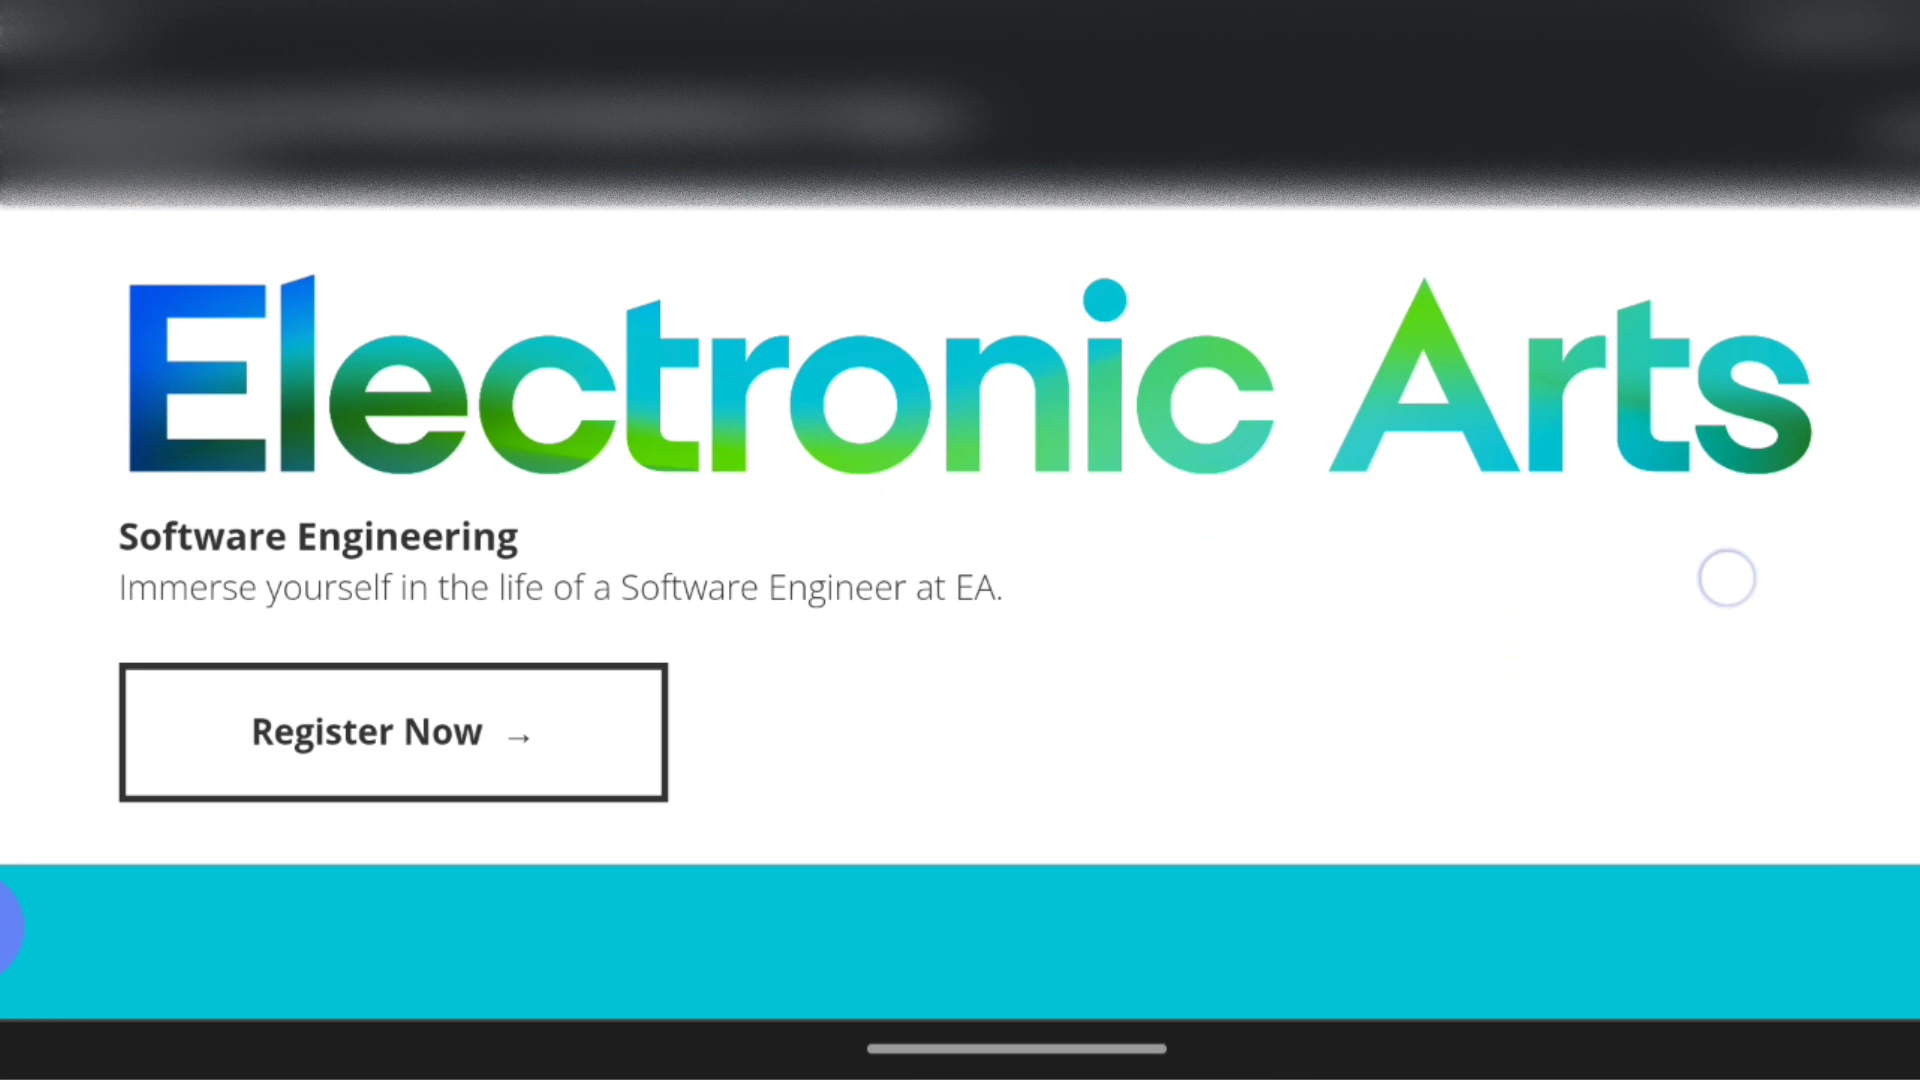 Electronic Arts
Software Engineering
Immerse yourself in the life of a Software Engineer at EA.
Register Now →